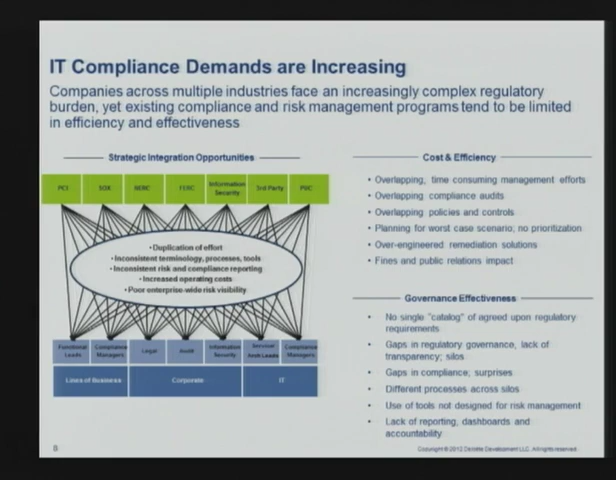 IT Compliance Demands are Increasing
Companies across multiple industries face an increasingly complex regulatory
burden, yet existing compliance and risk management programs tend to be limited
in efficiency and effectiveness
Strategic Integration Opportunities
PCI SOX NERC FERC Information Security 3rd Party PUC
• Duplication of effort
• Inconsistent terminology, processes, tools
• Inconsistent risk and compliance reporting
• Increased operating costs
• Poor enterprise-wide risk visibility
Functional Leads Compliance Managers Legal Audit Information Security Services/ Arch Leads Compliance Managers
Lines of Business Corporate IT
Cost & Efficiency
• Overlapping, time consuming management efforts
• Overlapping compliance audits
• Overlapping policies and controls
• Planning for worst case scenario; no prioritization
• Over-engineered remediation solutions
• Fines and public relations impact
Governance Effectiveness
• No single "catalog" of agreed upon regulatory
requirements
• Gaps in regulatory governance, lack of
transparency; silos
• Gaps in compliance; surprises
• Different processes across silos
• Use of tools not designed for risk management
• Lack of reporting, dashboards and
accountability
8
Copyright © 2012 Deloitte Development LLC. All rights reserved.